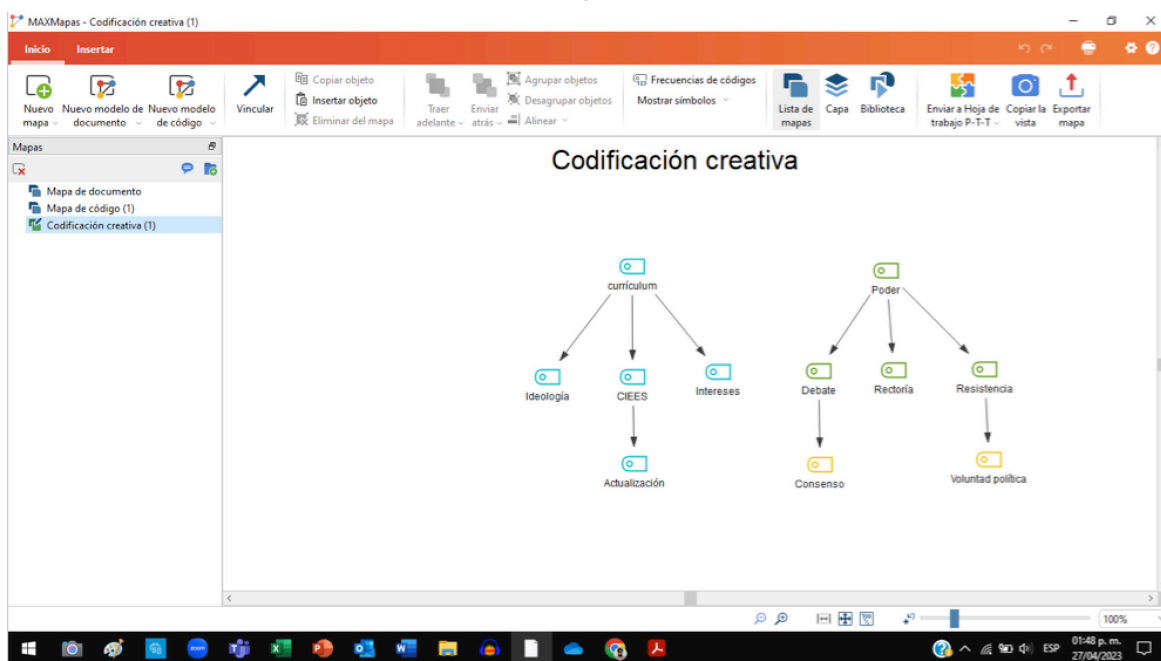 MAXMapas - Codificación creativa (1)
Inicio Insertar
Nuevo mapa
Nuevo modelo de documento
Nuevo modelo de código
Vincular
Copiar objeto
Insertar objeto
Eliminar del mapa
Traer adelante
Enviar atrás
Agrupar objetos
Desagrupar objetos
Alinear
Frecuencias de códigos
Mostrar símbolos
Lista de mapas
Capa
Biblioteca
Enviar a Hoja de trabajo P-T-T
Copiar la vista
Exportar mapa
Mapas
Mapa de documento
Mapa de código (1)
Codificación creativa (1)
Codificación creativa
currículum
Poder
Ideología
CIEES
Intereses
Debate
Rectoría
Resistencia
Actualización
Consenso
Voluntad política
100%
zoom
ESP
01:48 p. m.
27/04/2023